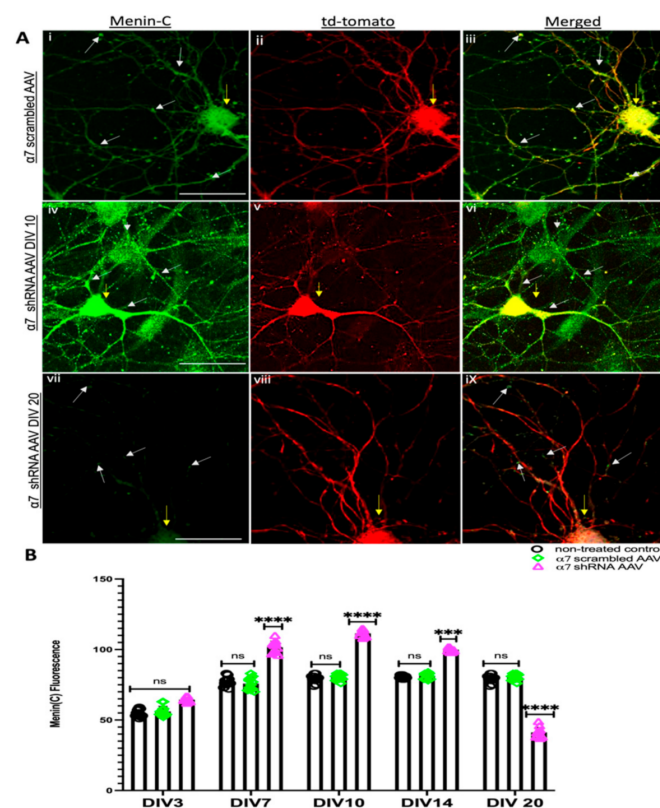 Menin-C td-tomato Merged
A
i ii iii
α7 scrambled AAV
iv v vi
α7 shRNA AAV DIV 10
vii viii iX
α7 shRNA AAV DIV 20
B
non-treated control
α7 scrambled AAV
α7 shRNA AAV
Menin(C) Fluorescence
150
100
50
0
ns
ns
****
ns
****
ns
***
ns
****
DIV3 DIV7 DIV10 DIV14 DIV 20